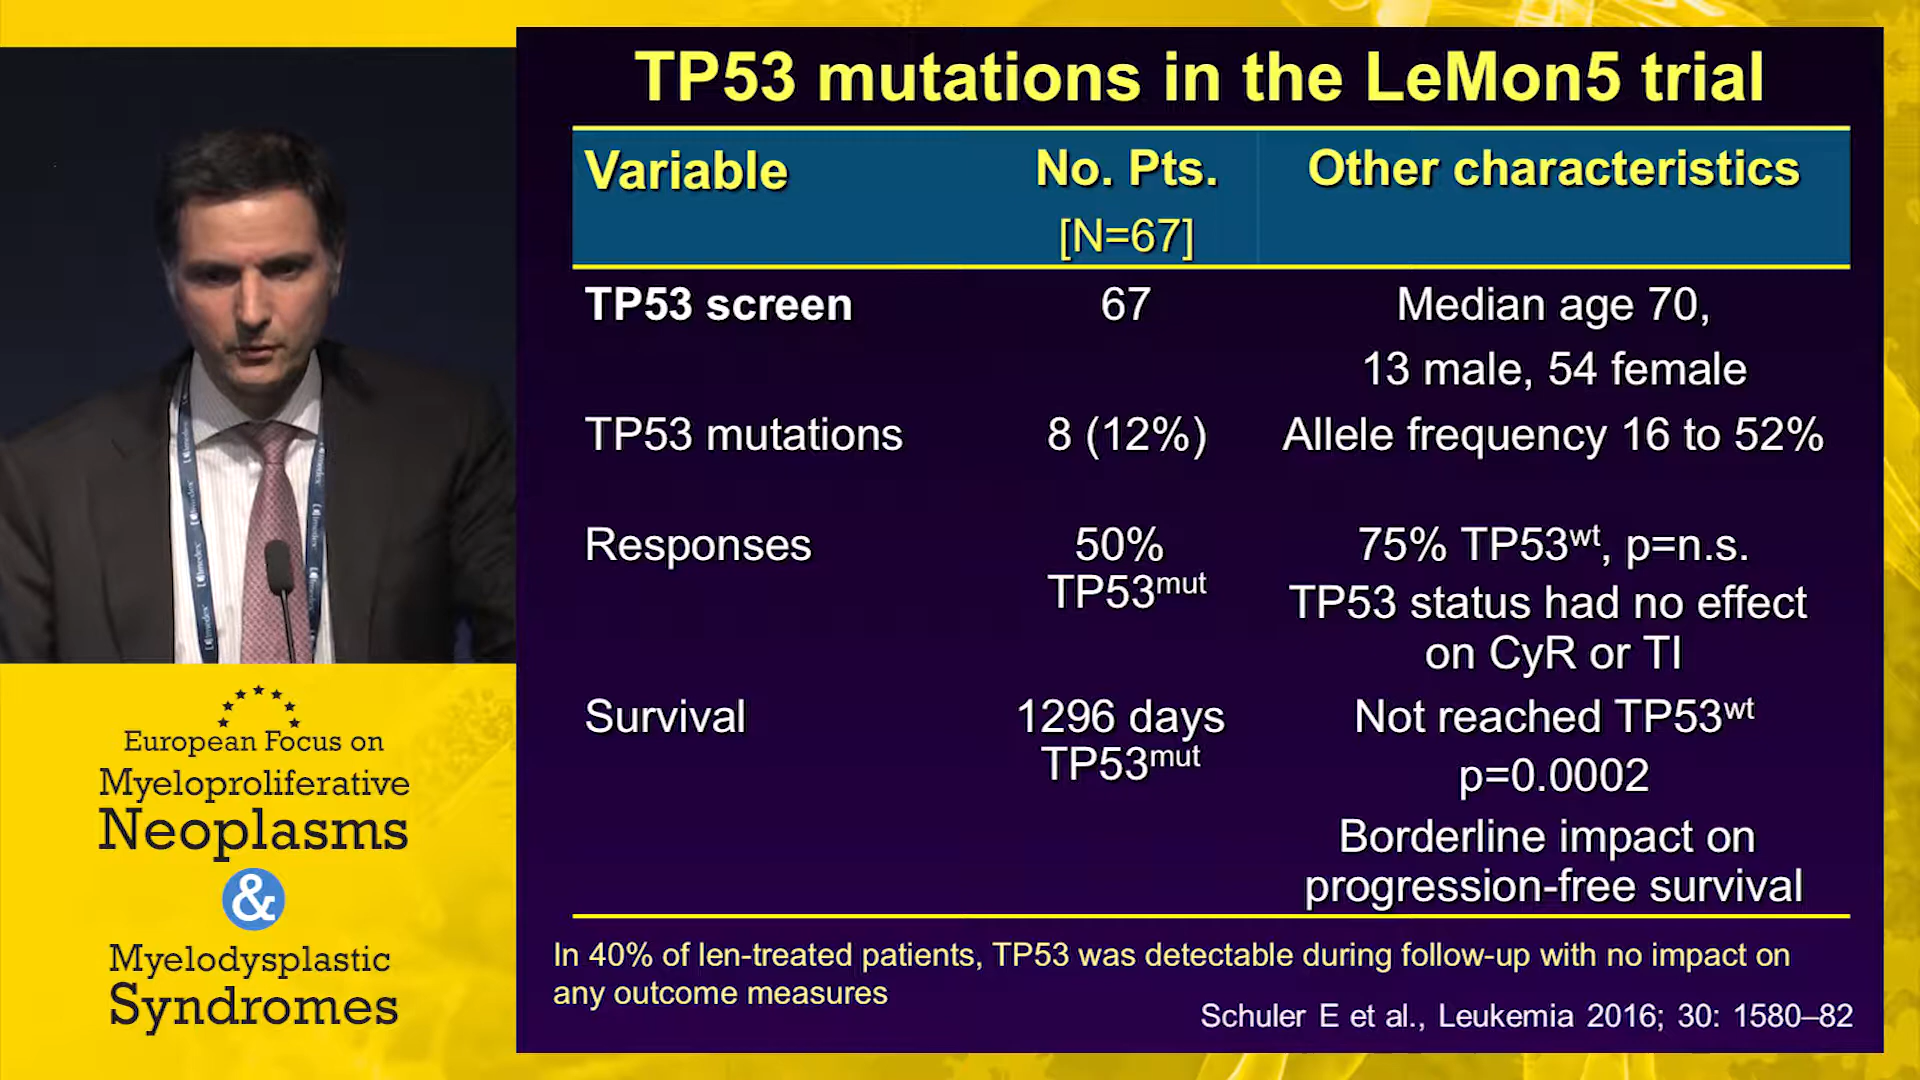 TP53 mutations in the LeMon5 trial
Variable No. Pts. Other characteristics
[N=67]
TP53 screen 67 Median age 70,
13 male, 54 female
TP53 mutations 8 (12%) Allele frequency 16 to 52%
Responses 50% 75% TP53wt, p=n.s.
TP53mut TP53 status had no effect
on CyR or TI
Survival 1296 days Not reached TP53wt
TP53mut p=0.0002
Borderline impact on
progression-free survival
In 40% of len-treated patients, TP53 was detectable during follow-up with no impact on
any outcome measures
Schuler E et al., Leukemia 2016; 30: 1580–82
European Focus on
Myeloproliferative
Neoplasms
&
Myelodysplastic
Syndromes